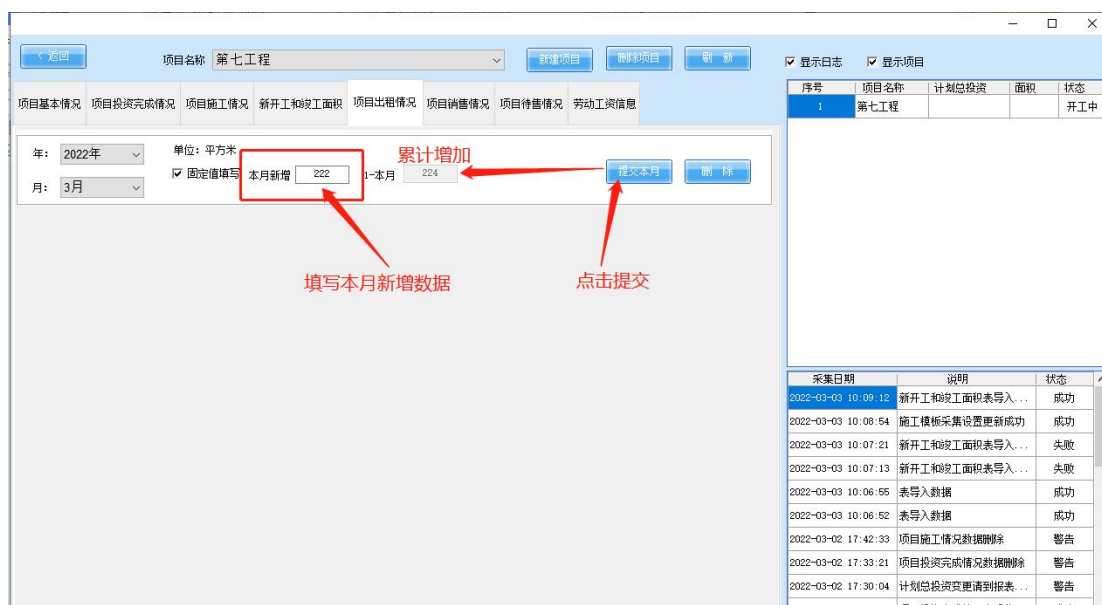 < 返回
项目名称 第七工程
新建项目 删除项目 刷 新
显示日志 显示项目
项目基本情况 项目投资完成情况 项目施工情况 新开工和竣工面积 项目出租情况 项目销售情况 项目待售情况 劳动工资信息
年： 2022年 单位：平方米
累计增加
固定值填写 本月新增 222 1-本月 224 提交本月 删 除
月： 3月
填写本月新增数据 点击提交
序号 项目名称 计划总投资 面积 状态
1 第七工程 开工中
采集日期 说明 状态
2022-03-03 10:09:12 新开工和竣工面积表导入... 成功
2022-03-03 10:08:54 施工模板采集设置更新成功 成功
2022-03-03 10:07:21 新开工和竣工面积表导入... 失败
2022-03-03 10:07:13 新开工和竣工面积表导入... 失败
2022-03-03 10:06:55 表导入数据 成功
2022-03-03 10:06:52 表导入数据 成功
2022-03-02 17:42:33 项目施工情况数据删除 警告
2022-03-02 17:33:21 项目投资完成情况数据删除 警告
2022-03-02 17:30:04 计划总投资变更请到报表... 警告